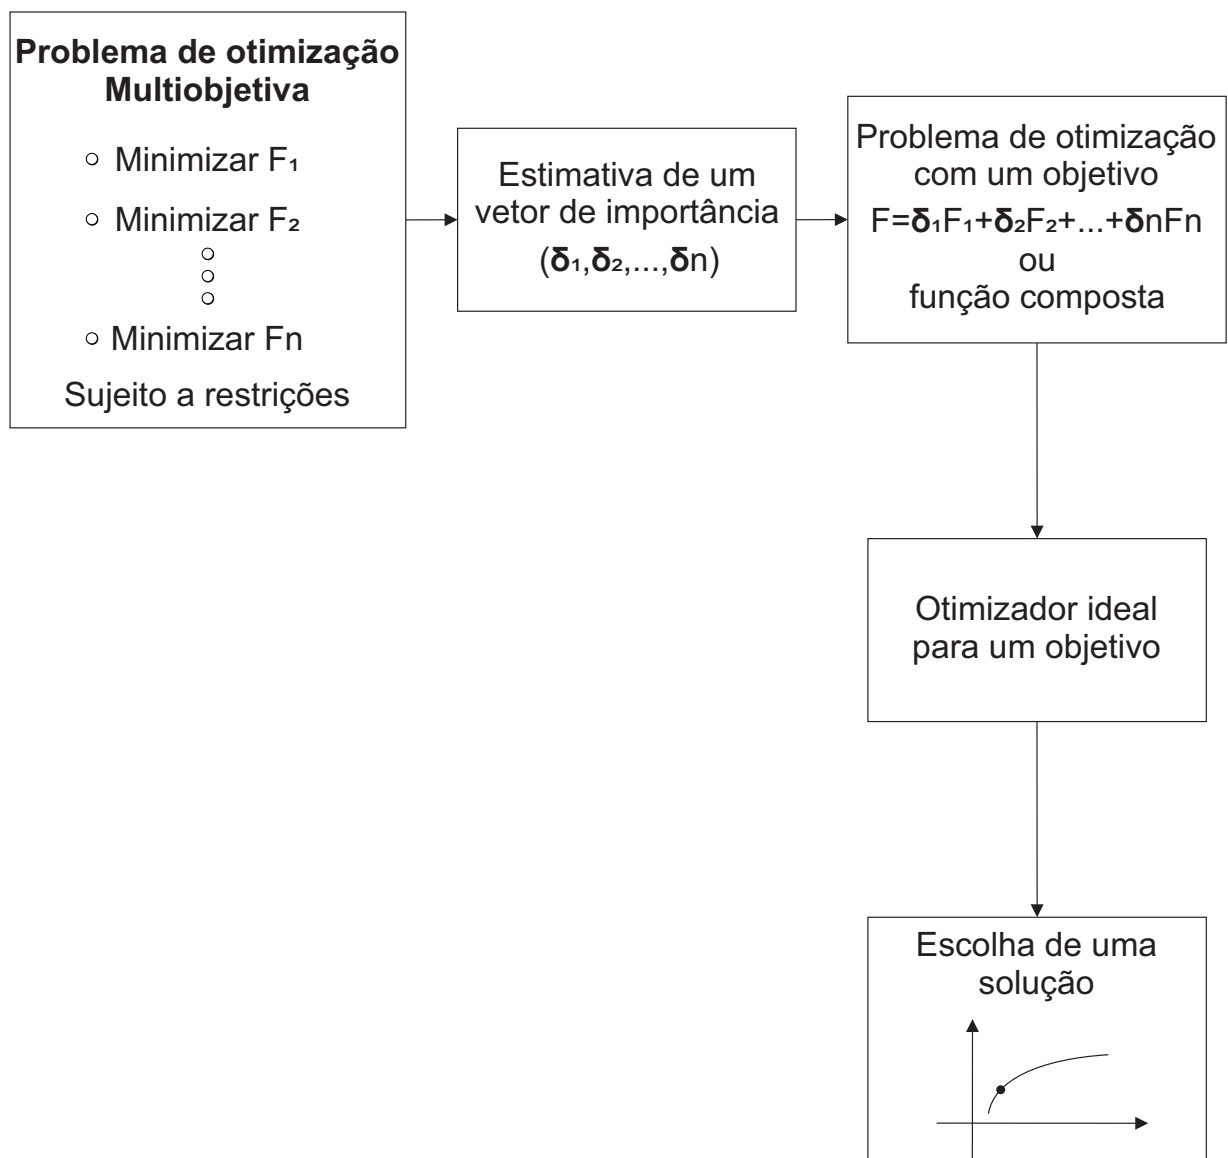 Problema de otimização
Multiobjetiva
Minimizar F₁
Minimizar F₂
Minimizar Fn
Sujeito a restrições
Estimativa de um
vetor de importância
(δ₁,δ₂,...,δn)
Problema de otimização
com um objetivo
F=δ₁F₁+δ₂F₂+...+δnFn
ou
função composta
Otimizador ideal
para um objetivo
Escolha de uma
solução